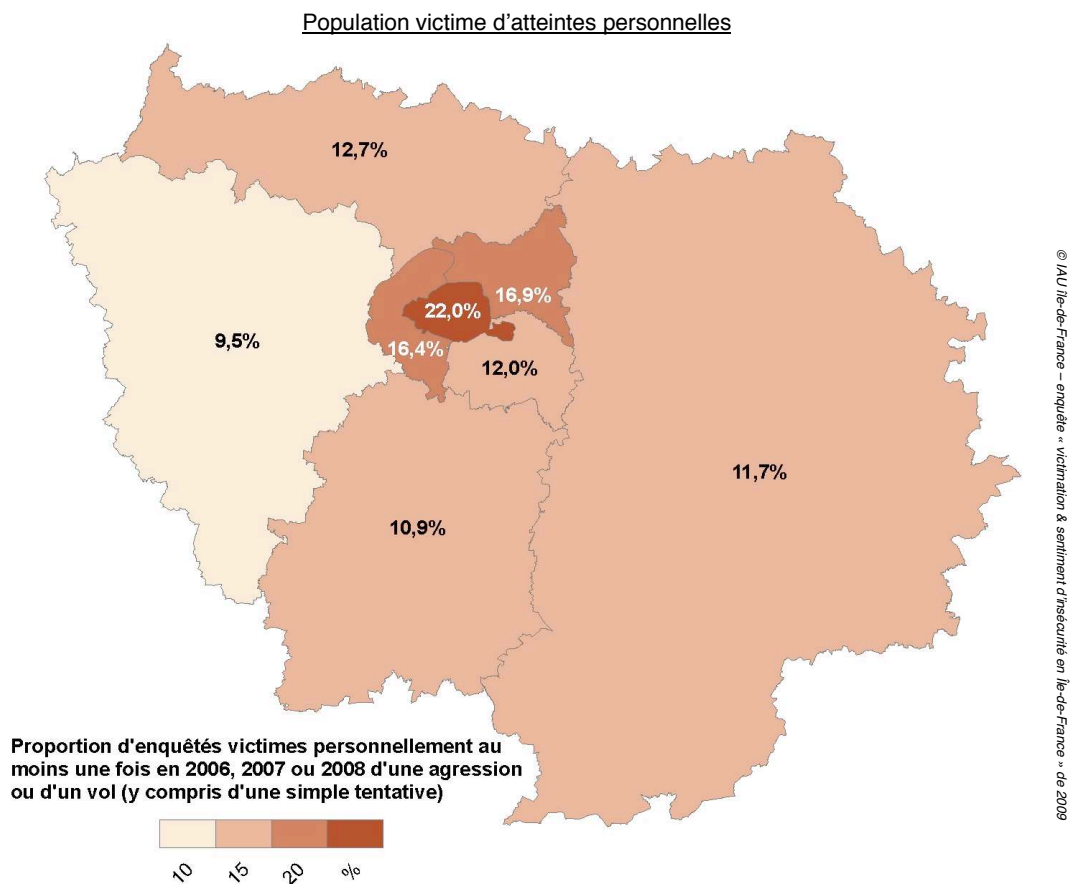 Population victime d'atteintes personnelles
12,7%
16,9%
22,0%
9,5%
16,4%
12,0%
11,7%
10,9%
Proportion d'enquêtés victimes personnellement au
moins une fois en 2006, 2007 ou 2008 d'une agression
ou d'un vol (y compris d'une simple tentative)
10 15 20 %
© IAU île-de-France – enquête « victimation & sentiment d'insécurité en Île-de-France » de 2009